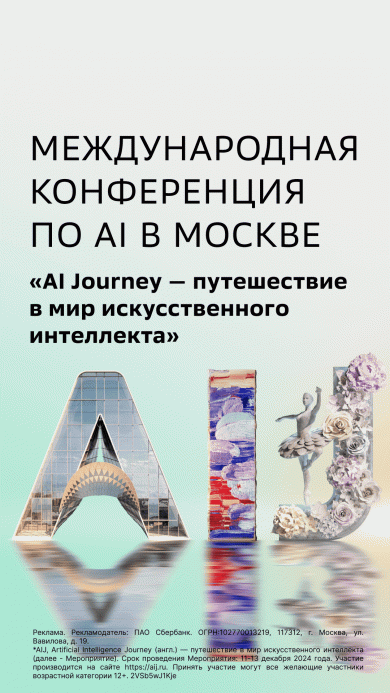 МЕЖДУНАРОДНАЯ
КОНФЕРЕНЦИЯ
ПО AI В МОСКВЕ
«AI Journey — путешествие
в мир искусственного
интеллекта»
AIJ
Реклама. Рекламодатель: ПАО Сбербанк. ОГРН:102770013219, 117312, г. Москва, ул.
Вавилова, д. 19.
*AIJ, Artificial Intelligence Journey (англ.) — путешествие в Мир искусственного интеллекта
(далее - Мероприятие). Срок проведения Мероприятия: 11-13 декабря 2024 года. Участие
производится на сайте https://aij.ru. Принять участие могут все желающие участники
возрастной категории 12+. 2VSb5wJ1Kje